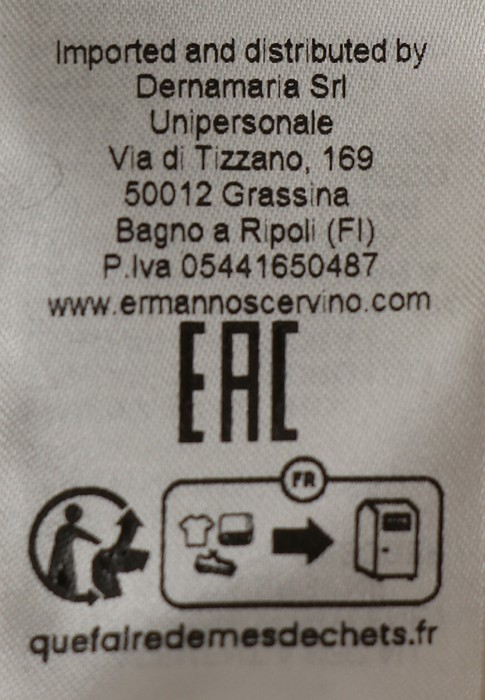 Imported and distributed by
Dernamaria Srl
Unipersonale
Via di Tizzano, 169
50012 Grassina
Bagno a Ripoli (FI)
P.Iva 05441650487
www.ermannoscervino.com
EAC
FR
quefairedemesdechets.fr